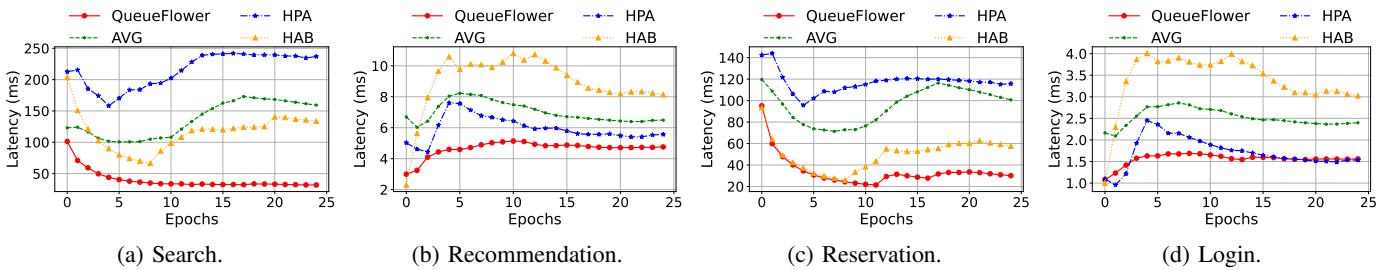 QueueFlower HPA
AVG HAB
Latency (ms)
250
200
150
100
50
0 5 10 15 20 25
Epochs
(a) Search.
QueueFlower HPA
AVG HAB
Latency (ms)
10
8
6
4
2
0 5 10 15 20 25
Epochs
(b) Recommendation.
QueueFlower HPA
AVG HAB
Latency (ms)
140
120
100
80
60
40
20
0 5 10 15 20 25
Epochs
(c) Reservation.
QueueFlower HPA
AVG HAB
Latency (ms)
4.0
3.5
3.0
2.5
2.0
1.5
1.0
0 5 10 15 20 25
Epochs
(d) Login.